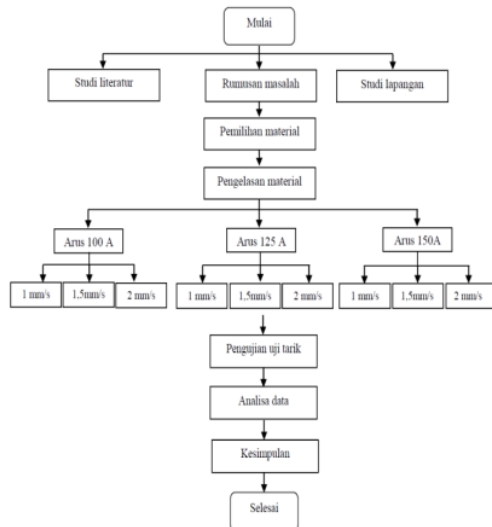 Mulai
Studi literatur
Rumusan masalah
Studi lapangan
Pemilihan material
Pengelasan material
Arus 100 A
Arus 125 A
Arus 150A
1 mm/s
1,5mm/s
2 mm/s
1 mm/s
1,5mm/s
2 mm/s
1 mm/s
1,5mm/s
2 mm/s
Pengujian uji tarik
Analisa data
Kesimpulan
Selesai